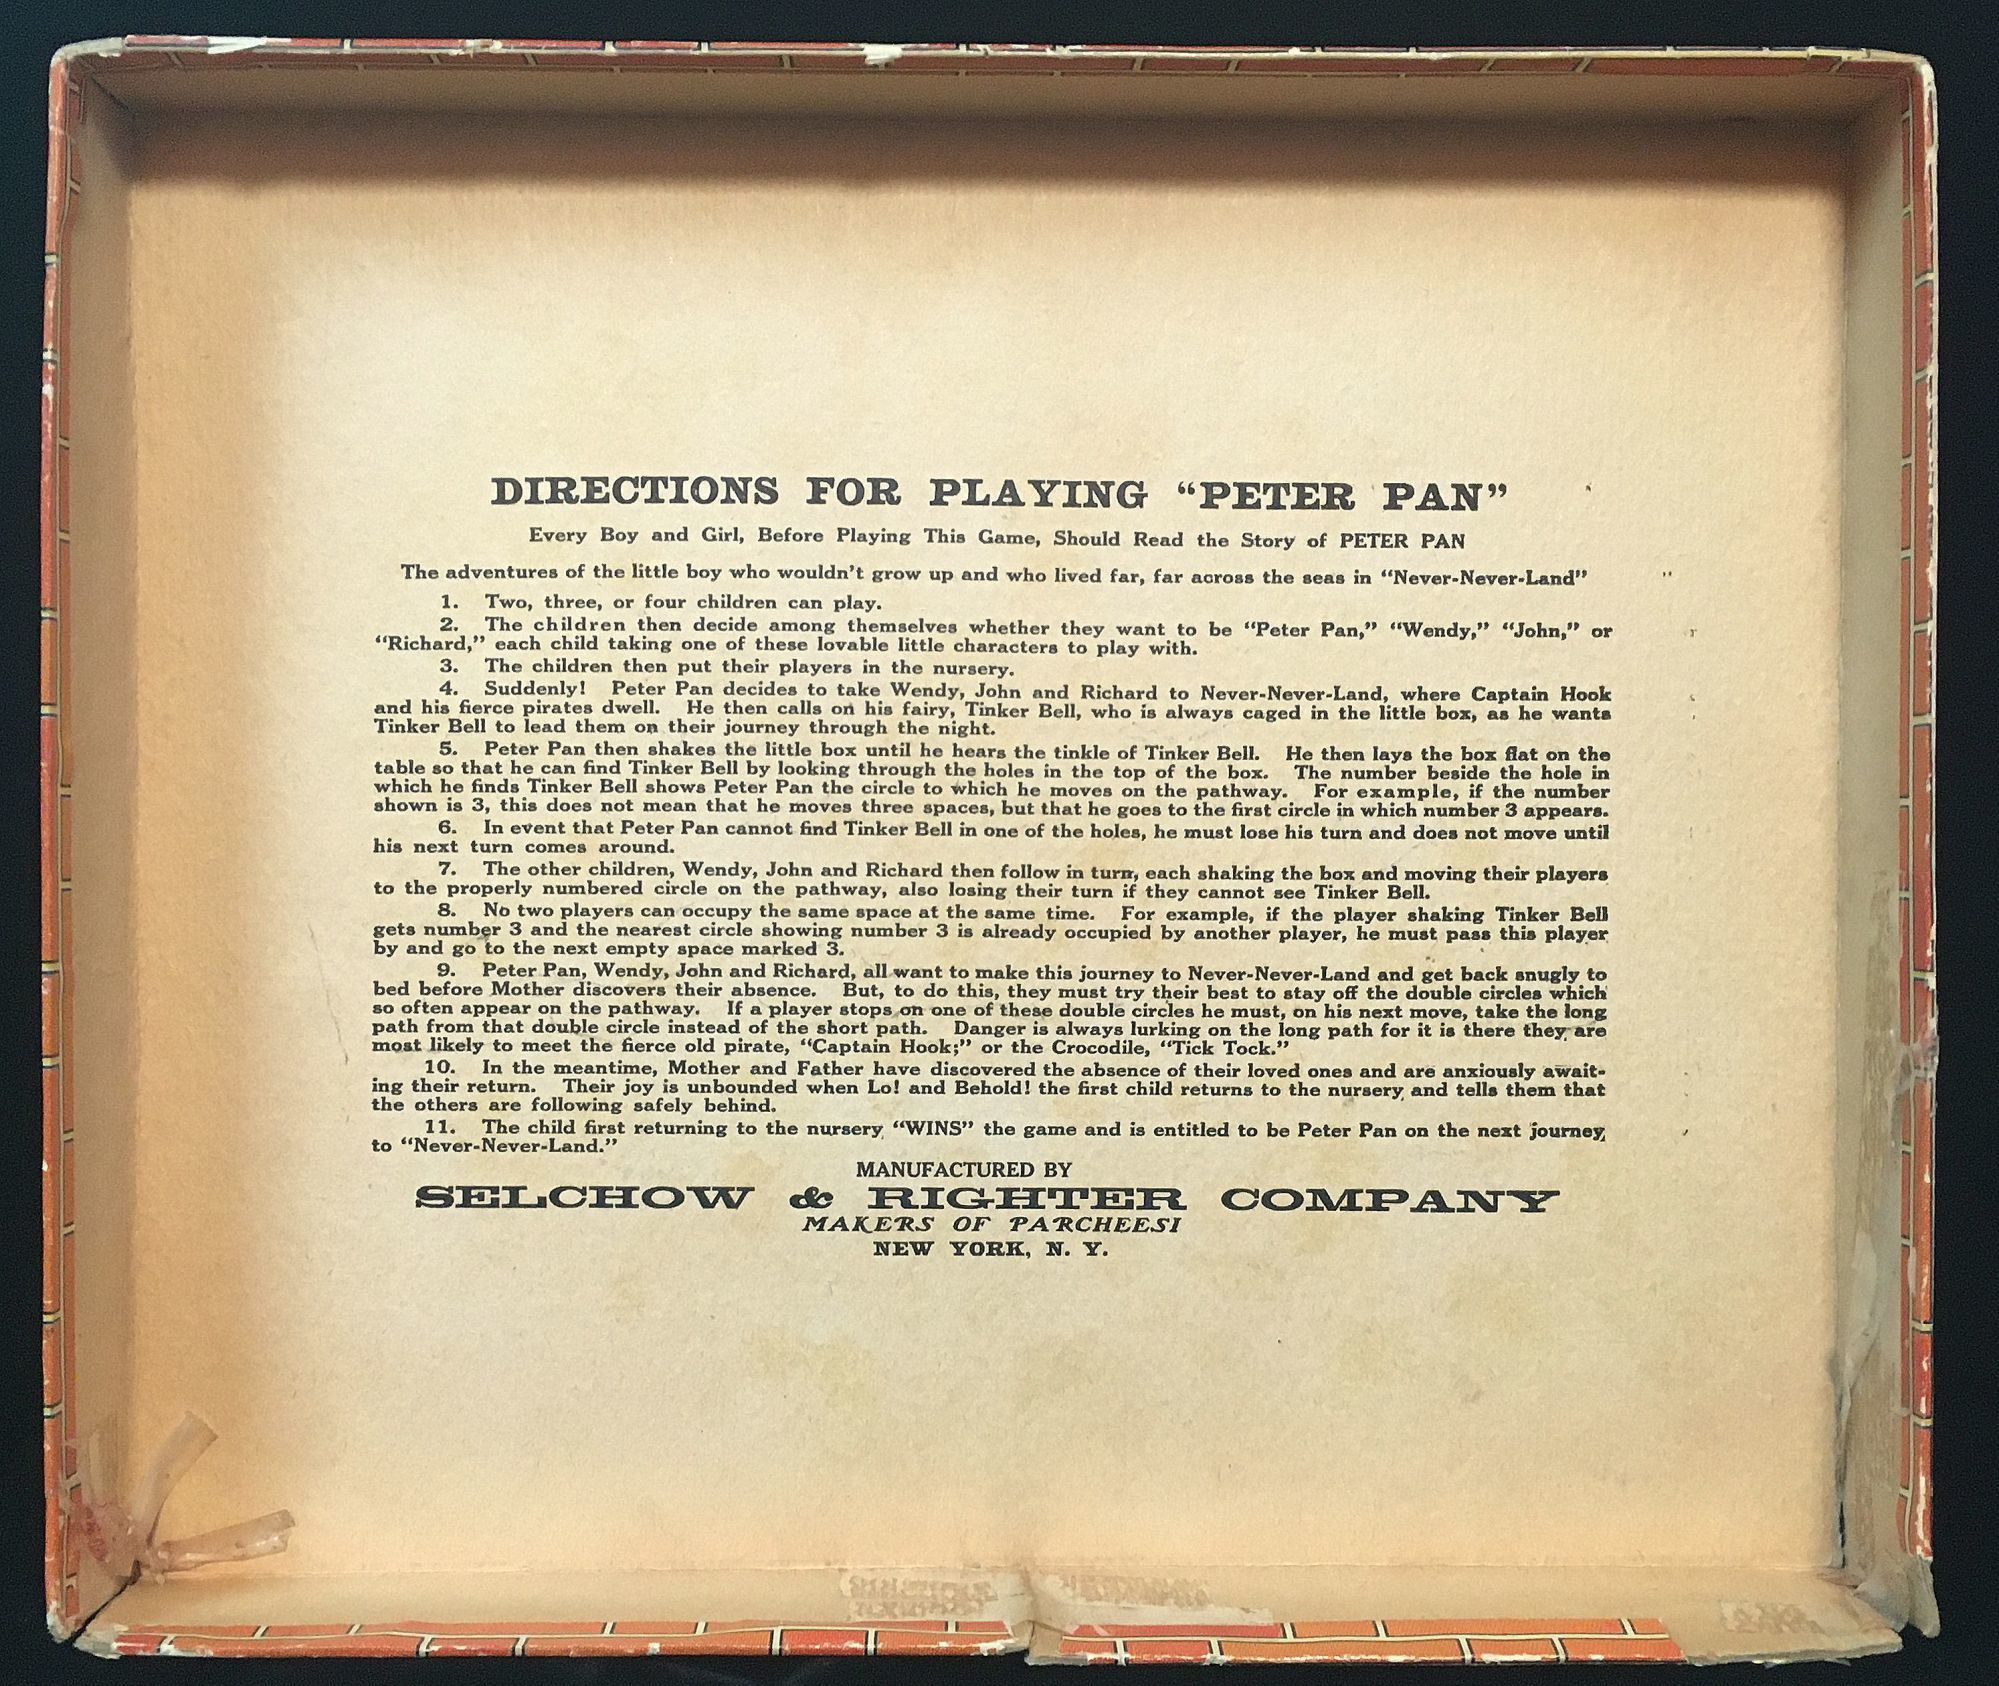 DIRECTIONS FOR PLAYING “PETER PAN”
Every Boy and Girl, Before Playing This Game, Should Read the Story of PETER PAN
The adventures of the little boy who wouldn’t grow up and who lived far, far across the seas in “Never-Never-Land”
1. Two, three, or four children can play.
2. The children then decide among themselves whether they want to be “Peter Pan,” “Wendy,” “John,” or
“Richard,” each child taking one of these lovable little characters to play with.
3. The children then put their players in the nursery.
4. Suddenly! Peter Pan decides to take Wendy, John and Richard to Never-Never-Land, where Captain Hook
and his fierce pirates dwell. He then calls on his fairy, Tinker Bell, who is always caged in the little box, as he wants
Tinker Bell to lead them on their journey through the night.
5. Peter Pan then shakes the little box until he hears the tinkle of Tinker Bell. He then lays the box flat on the
table so that he can find Tinker Bell by looking through the holes in the top of the box. The number beside the hole in
which he finds Tinker Bell shows Peter Pan the circle to which he moves on the pathway. For example, if the number
shown is 3, this does not mean that he moves three spaces, but that he goes to the first circle in which number 3 appears.
6. In event that Peter Pan cannot find Tinker Bell in one of the holes, he must lose his turn and does not move until
his next turn comes around.
7. The other children, Wendy, John and Richard then follow in turn, each shaking the box and moving their players
to the properly numbered circle on the pathway, also losing their turn if they cannot see Tinker Bell.
8. No two players can occupy the same space at the same time. For example, if the player shaking Tinker Bell
gets number 3 and the nearest circle showing number 3 is already occupied by another player, he must pass this player
by and go to the next empty space marked 3.
9. Peter Pan, Wendy, John and Richard, all want to make this journey to Never-Never-Land and get back snugly to
bed before Mother discovers their absence. But, to do this, they must try their best to stay off the double circles which
so often appear on the pathway. If a player stops on one of these double circles he must, on his next move, take the long
path from that double circle instead of the short path. Danger is always lurking on the long path for it is there they are
most likely to meet the fierce old pirate, “Captain Hook;” or the Crocodile, “Tick Tock.”
10. In the meantime, Mother and Father have discovered the absence of their loved ones and are anxiously await-
ing their return. Their joy is unbounded when Lo! and Behold! the first child returns to the nursery and tells them that
the others are following safely behind.
11. The child first returning to the nursery “WINS” the game and is entitled to be Peter Pan on the next journey
to “Never-Never-Land.”
MANUFACTURED BY
SELCHOW & RIGHTER COMPANY
MAKERS OF PARCHEESI
NEW YORK, N. Y.